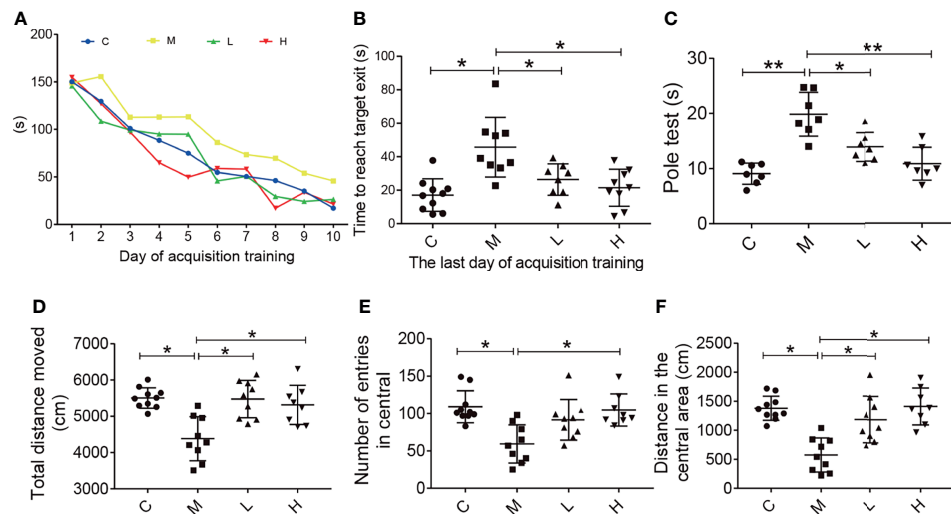 A
C M L H
(s)
200
150
100
50
0
1 2 3 4 5 6 7 8 9 10
Day of acquisition training
B
Time to reach target exit (s)
100
80
60
40
20
0
*
* *
C M L H
The last day of acquisition training
C
Pole test (s)
30
20
10
0
**
** *
C M L H
D
Total distance moved
(cm)
7000
6000
5000
4000
3000
*
* *
C M L H
E
Number of entries
in central
200
150
100
50
0
* *
C M L H
F
Distance in the
central area (cm)
2500
2000
1500
1000
500
0
*
* *
C M L H